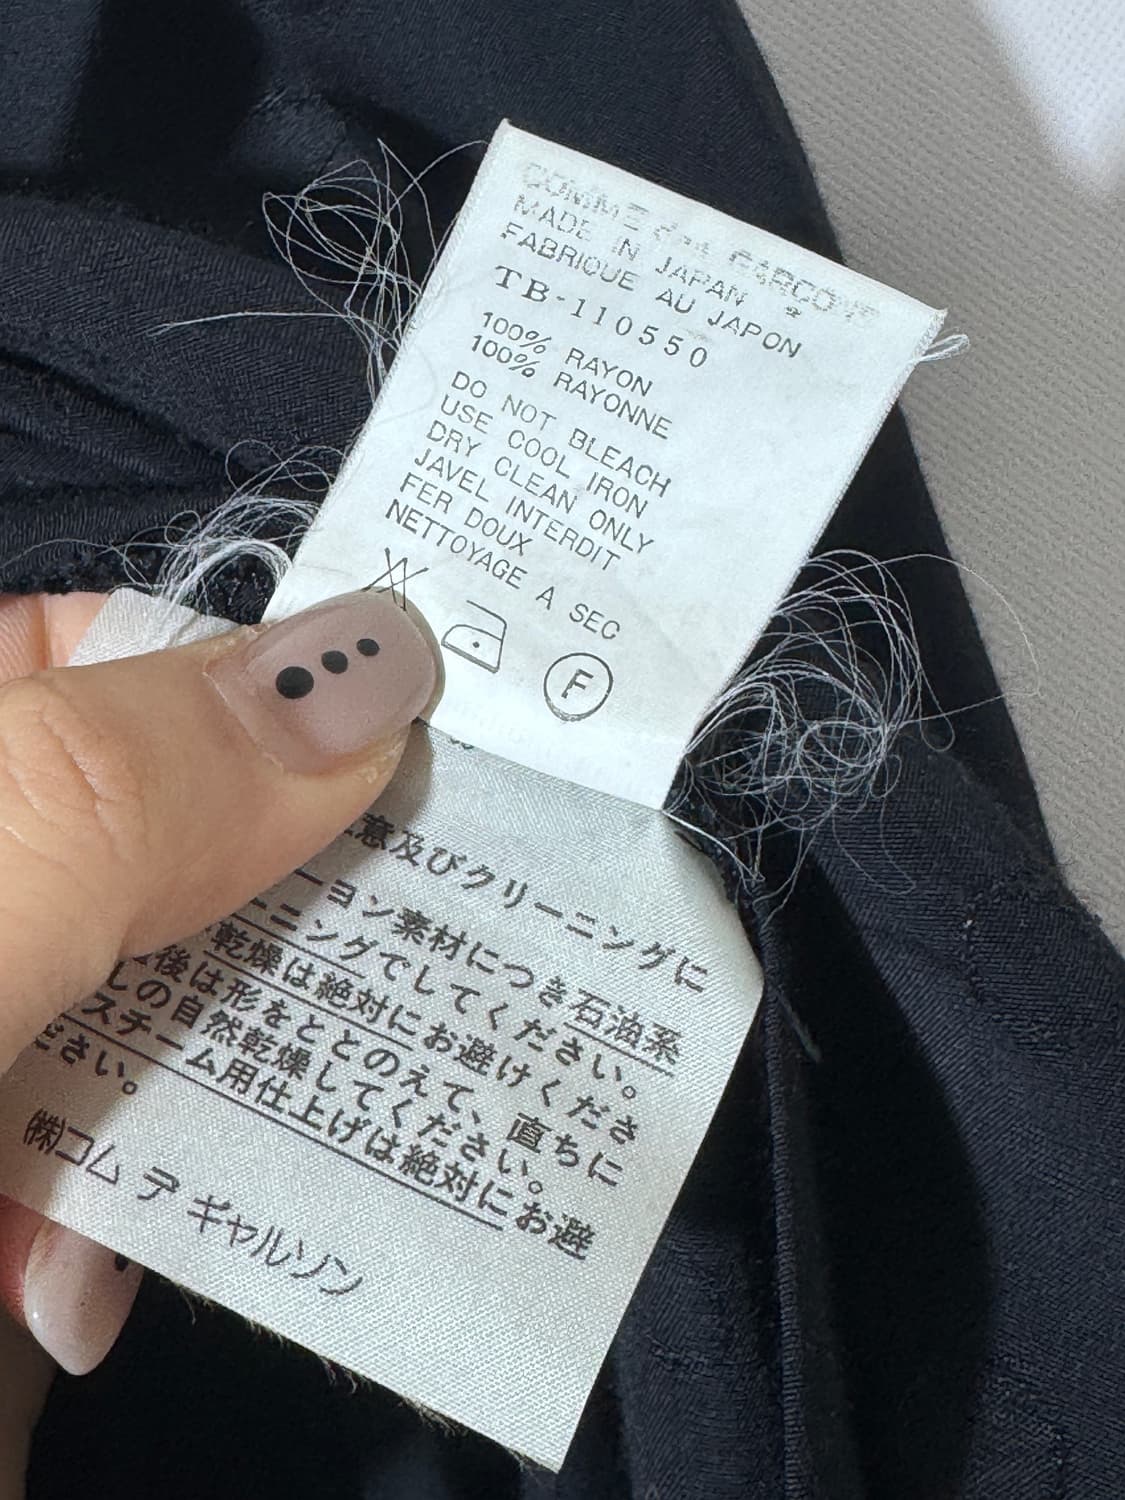 COMME des GARÇONS
MADE IN JAPAN
FABRIQUE AU JAPON
TB-110550
100% RAYON
100% RAYONNE
DO NOT BLEACH
USE COOL IRON
DRY CLEAN ONLY
JAVEL INTERDIT
FER DOUX
NETTOYAGE A SEC
F
意及びクリーニングに
ーヨン素材につき石油系
ーニングでしてください。
乾燥は絶対にお避けくださ
後は形をととのえて、直ちに
しの自然乾燥してください。
スチーム用仕上げは絶対にお避
ださい。
㈱コム デ ギャルソン